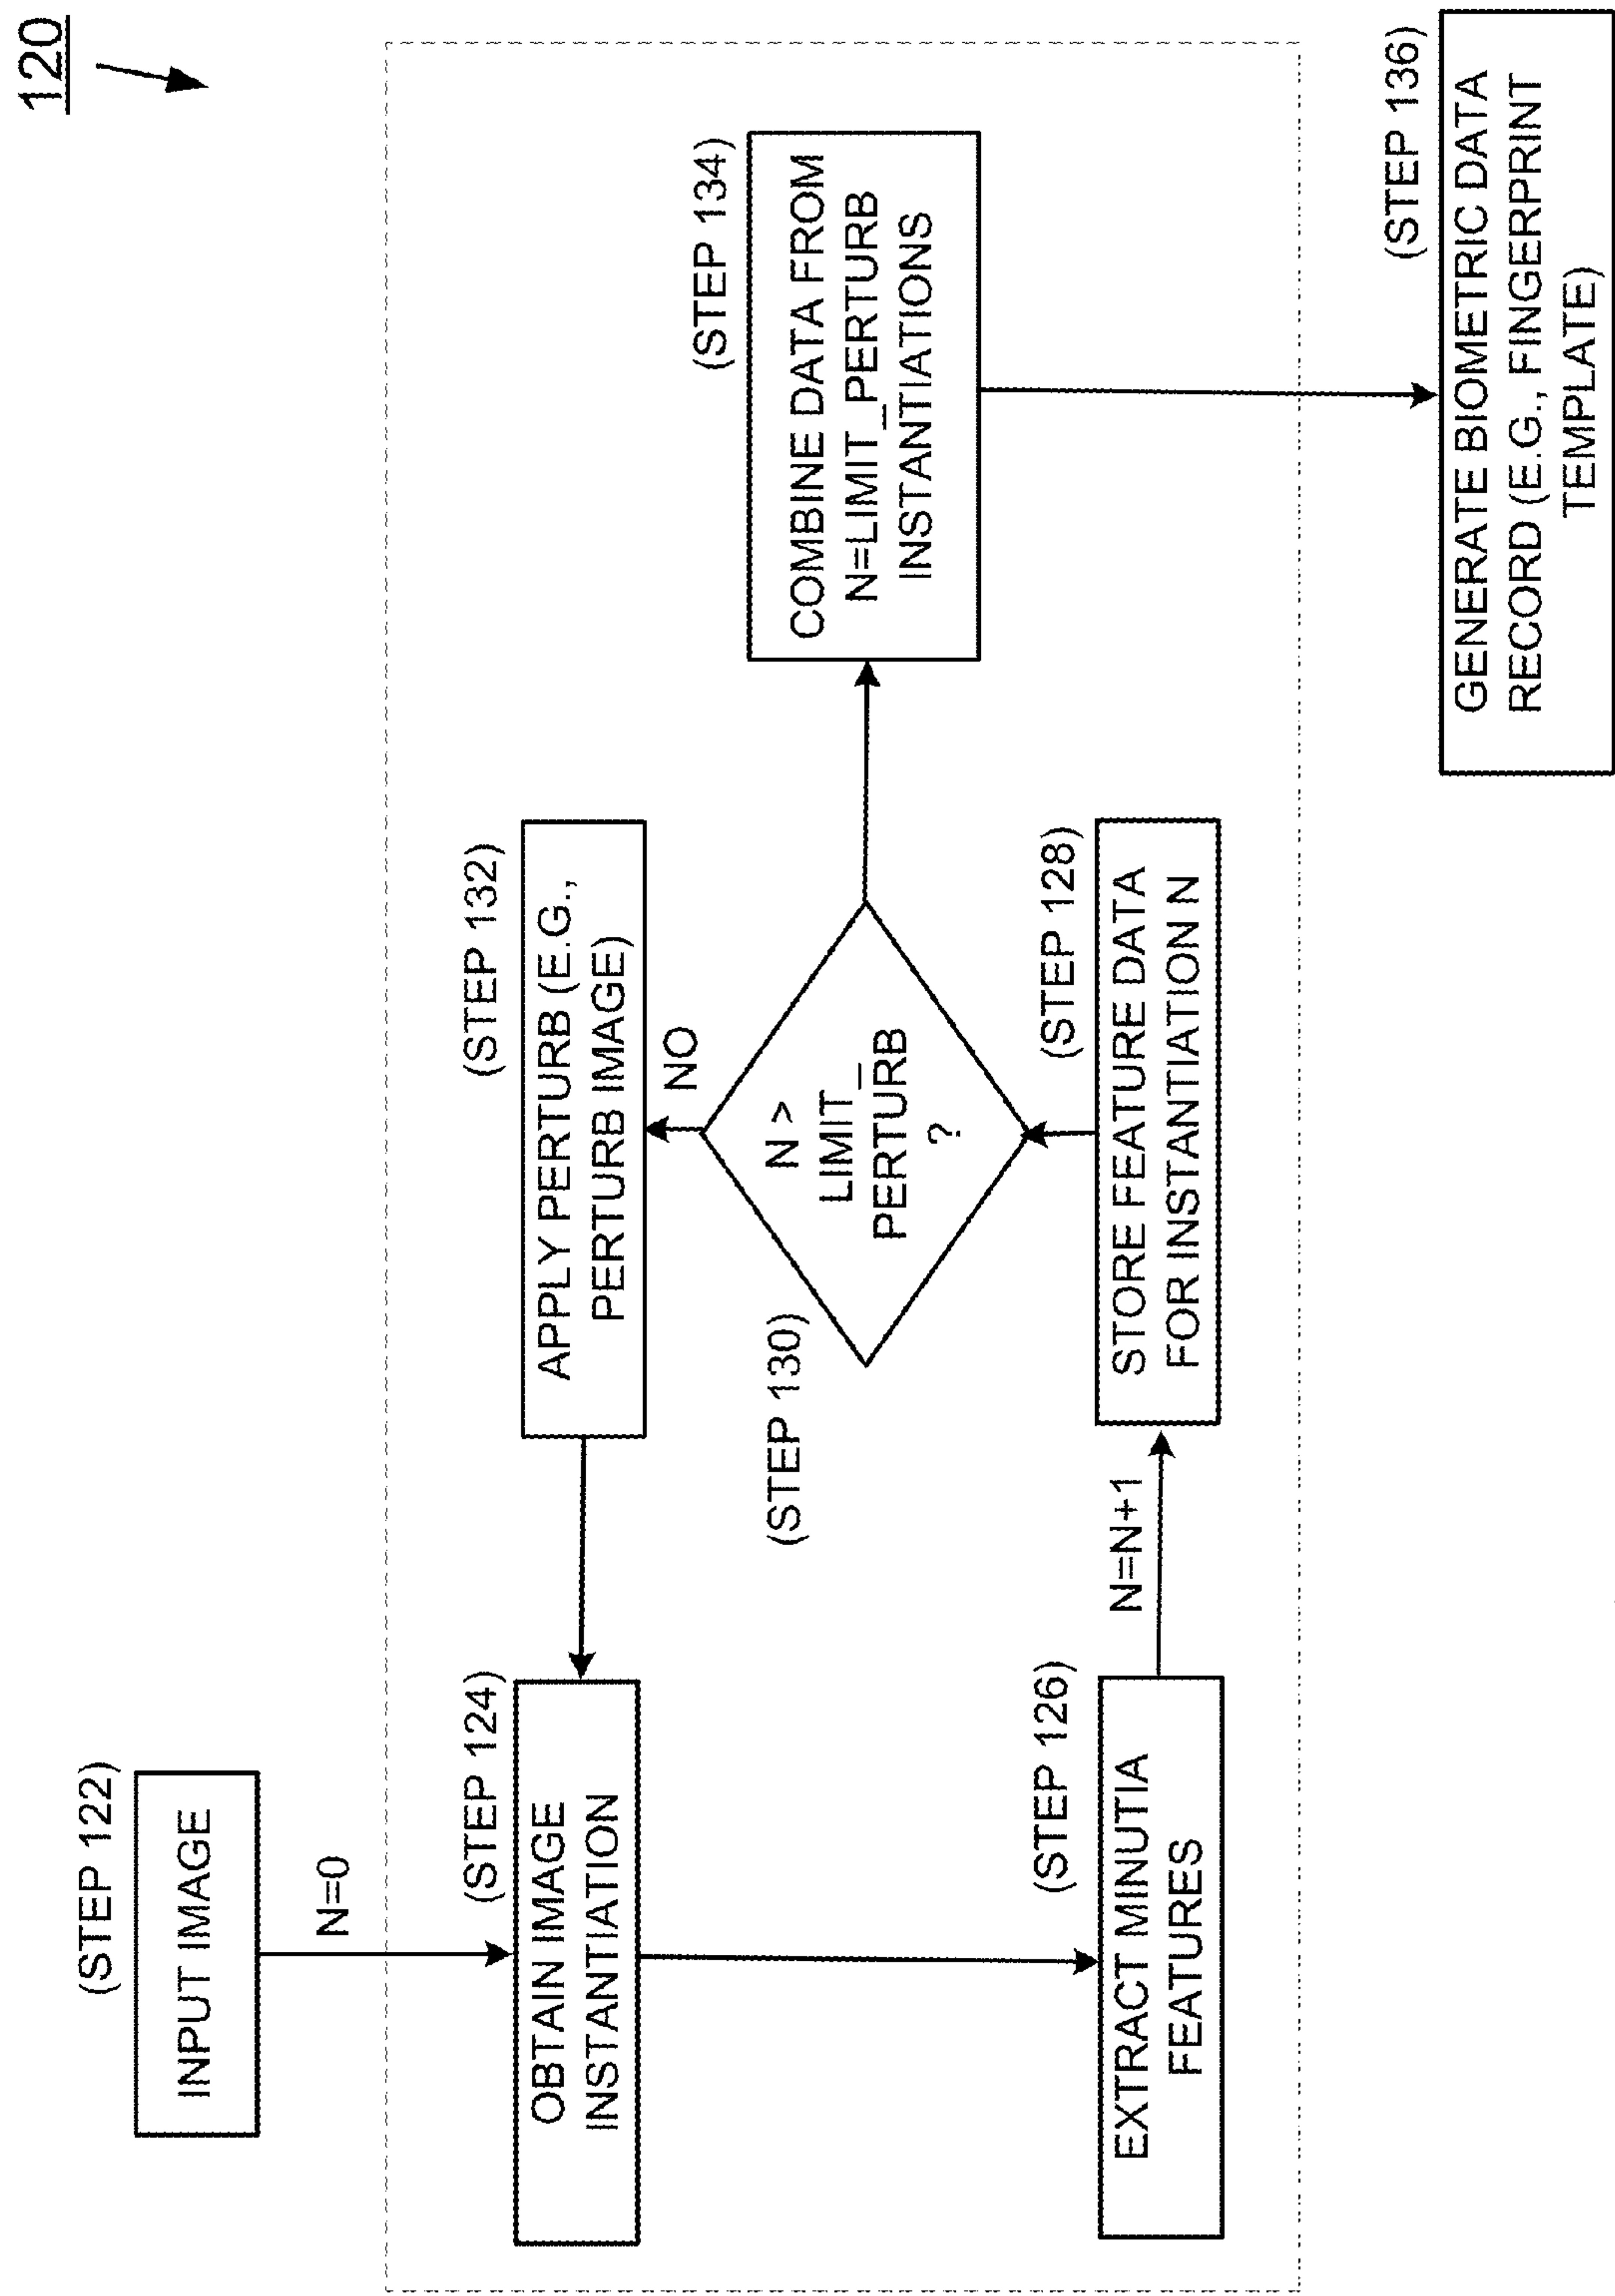 120
(STEP 122)
INPUT IMAGE
N=0
(STEP 124)
OBTAIN IMAGE
INSTANTIATION
(STEP 126)
EXTRACT MINUTIA
FEATURES
N=N+1
(STEP 128)
STORE FEATURE DATA
FOR INSTANTIATION N
(STEP 130)
N >
LIMIT_
PERTURB
?
NO
(STEP 132)
APPLY PERTURB (E.G.,
PERTURB IMAGE)
(STEP 134)
COMBINE DATA FROM
N=LIMIT_PERTURB
INSTANTIATIONS
(STEP 136)
GENERATE BIOMETRIC DATA
RECORD (E.G., FINGERPRINT
TEMPLATE)